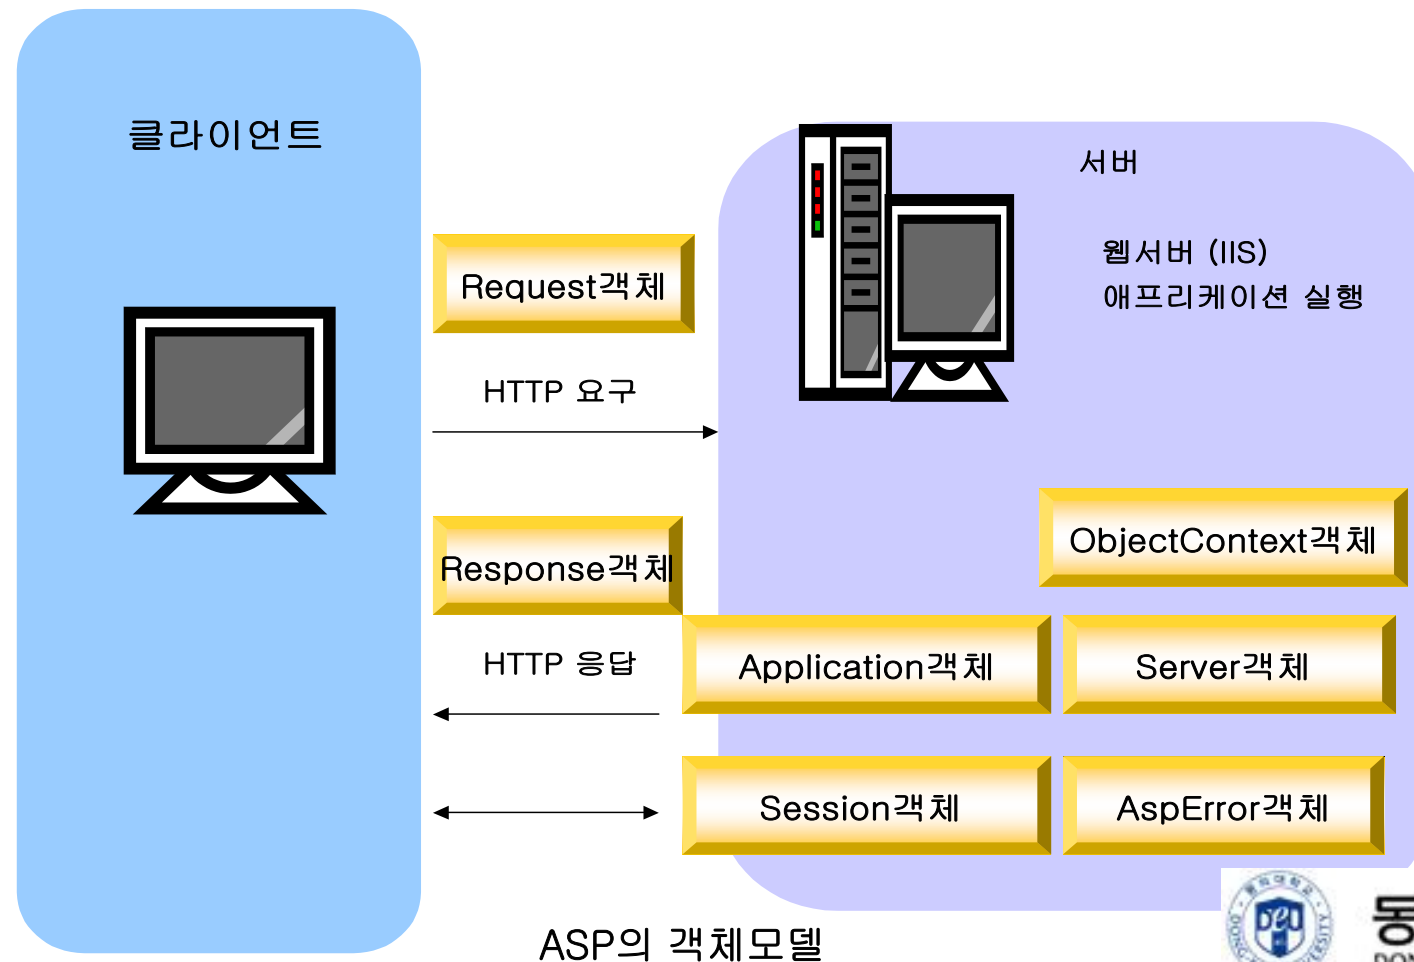 클라이언트
서버
웹서버 (IIS)
애프리케이션 실행
Request객체
HTTP 요구
Response객체
ObjectContext객체
HTTP 응답
Application객체
Server객체
Session객체
AspError객체
ASP의 객체모델
DEU